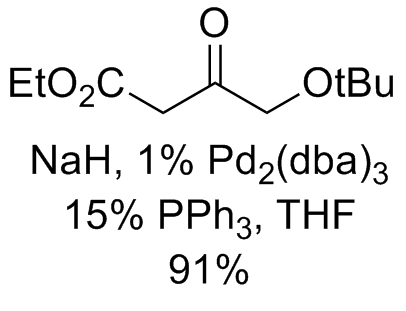 O
EtO₂C OtBu
NaH, 1% Pd₂(dba)₃
15% PPh₃, THF
91%